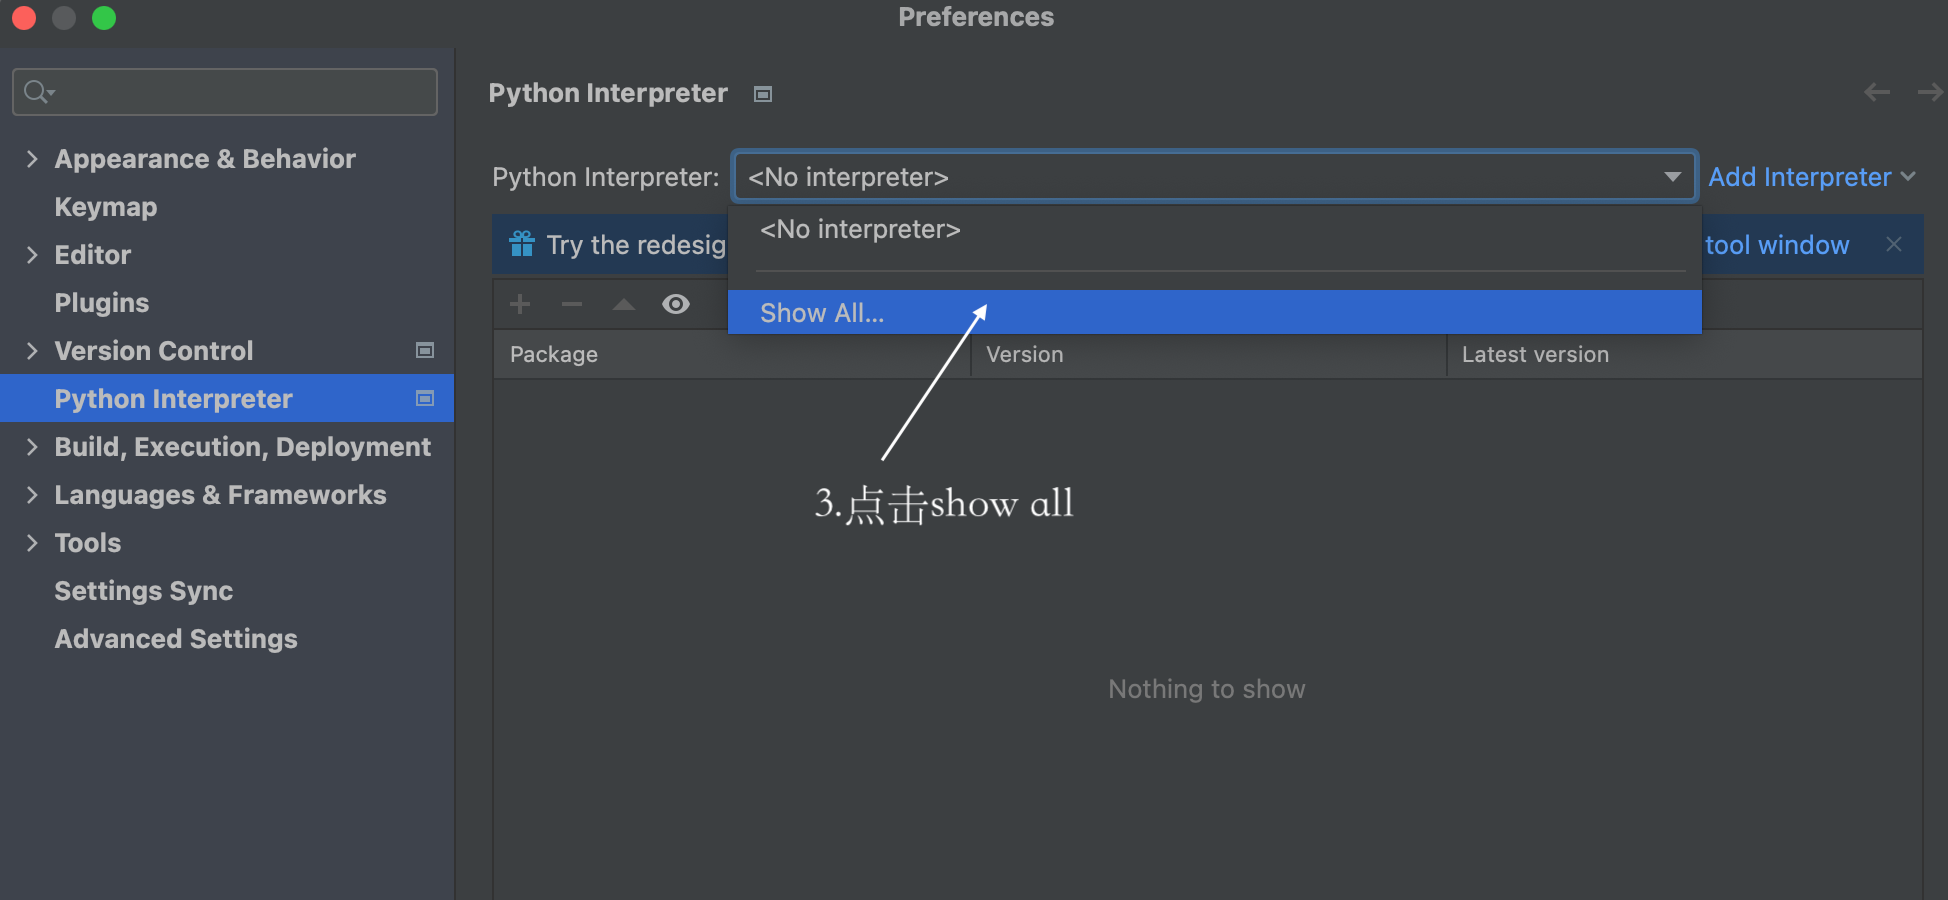 Preferences
Python Interpreter
Appearance & Behavior
Keymap
Editor
Plugins
Version Control
Python Interpreter
Build, Execution, Deployment
Languages & Frameworks
Tools
Settings Sync
Advanced Settings
Python Interpreter: <No interpreter> Add Interpreter
<No interpreter>
Try the redesig tool window
Show All...
Package Version Latest version
3.点击show all
Nothing to show